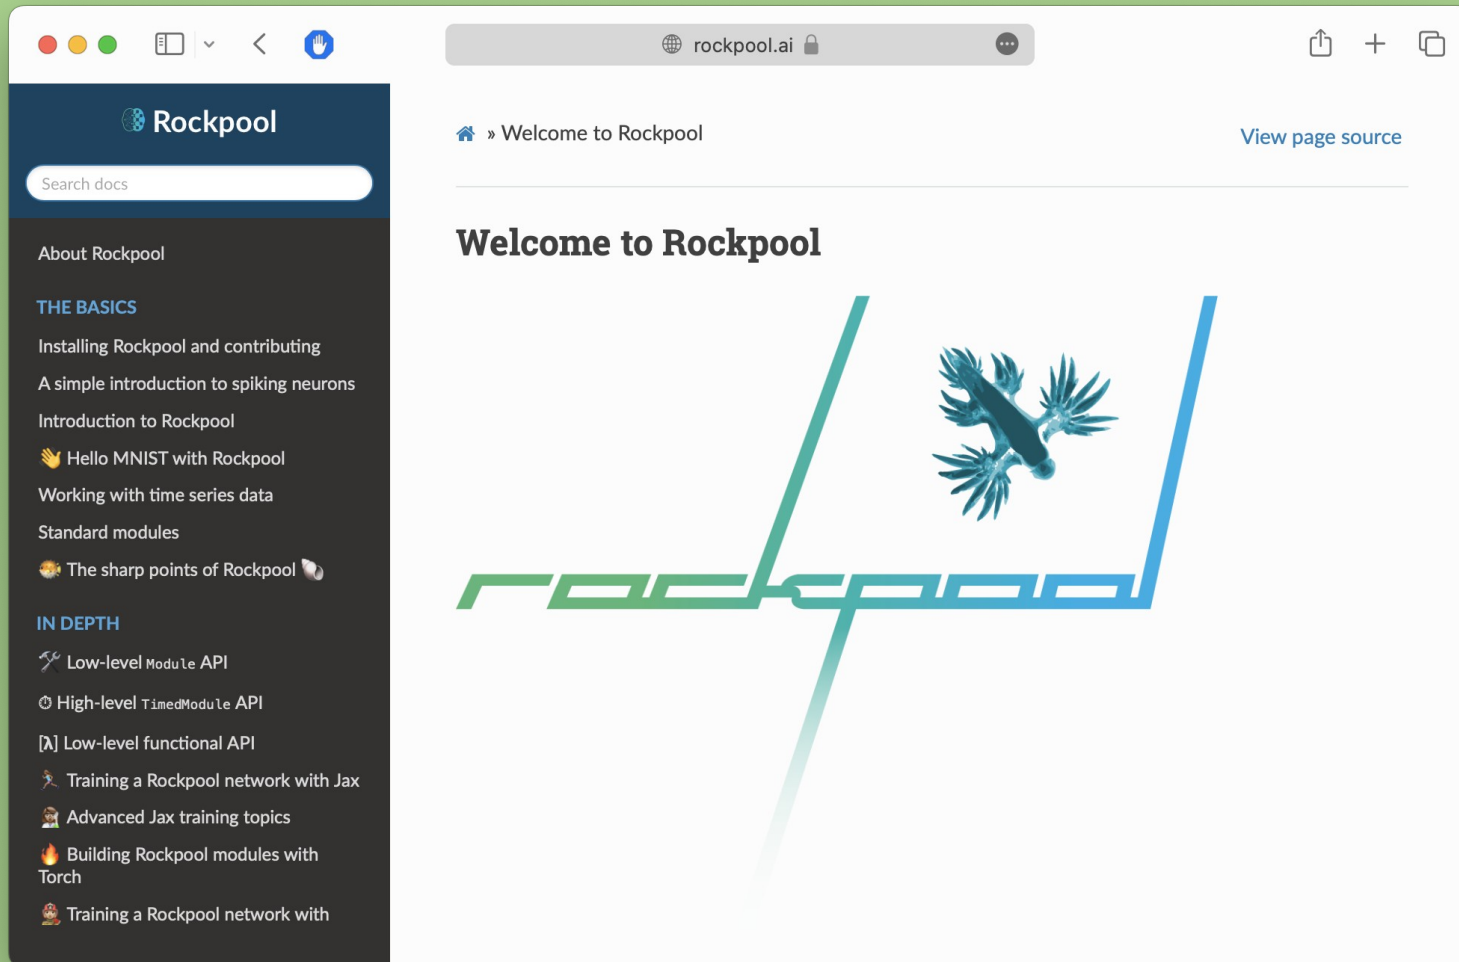 rockpool.ai
Rockpool
Search docs
About Rockpool
THE BASICS
Installing Rockpool and contributing
A simple introduction to spiking neurons
Introduction to Rockpool
👋 Hello MNIST with Rockpool
Working with time series data
Standard modules
🐡 The sharp points of Rockpool 🐚
IN DEPTH
🛠 Low-level Module API
⏱ High-level TimedModule API
[λ] Low-level functional API
🏃🏽‍♀️ Training a Rockpool network with Jax
👩🏼‍🚀 Advanced Jax training topics
🔥 Building Rockpool modules with
Torch
👩🏼‍🚒 Training a Rockpool network with
» Welcome to Rockpool
View page source
Welcome to Rockpool
rockpool